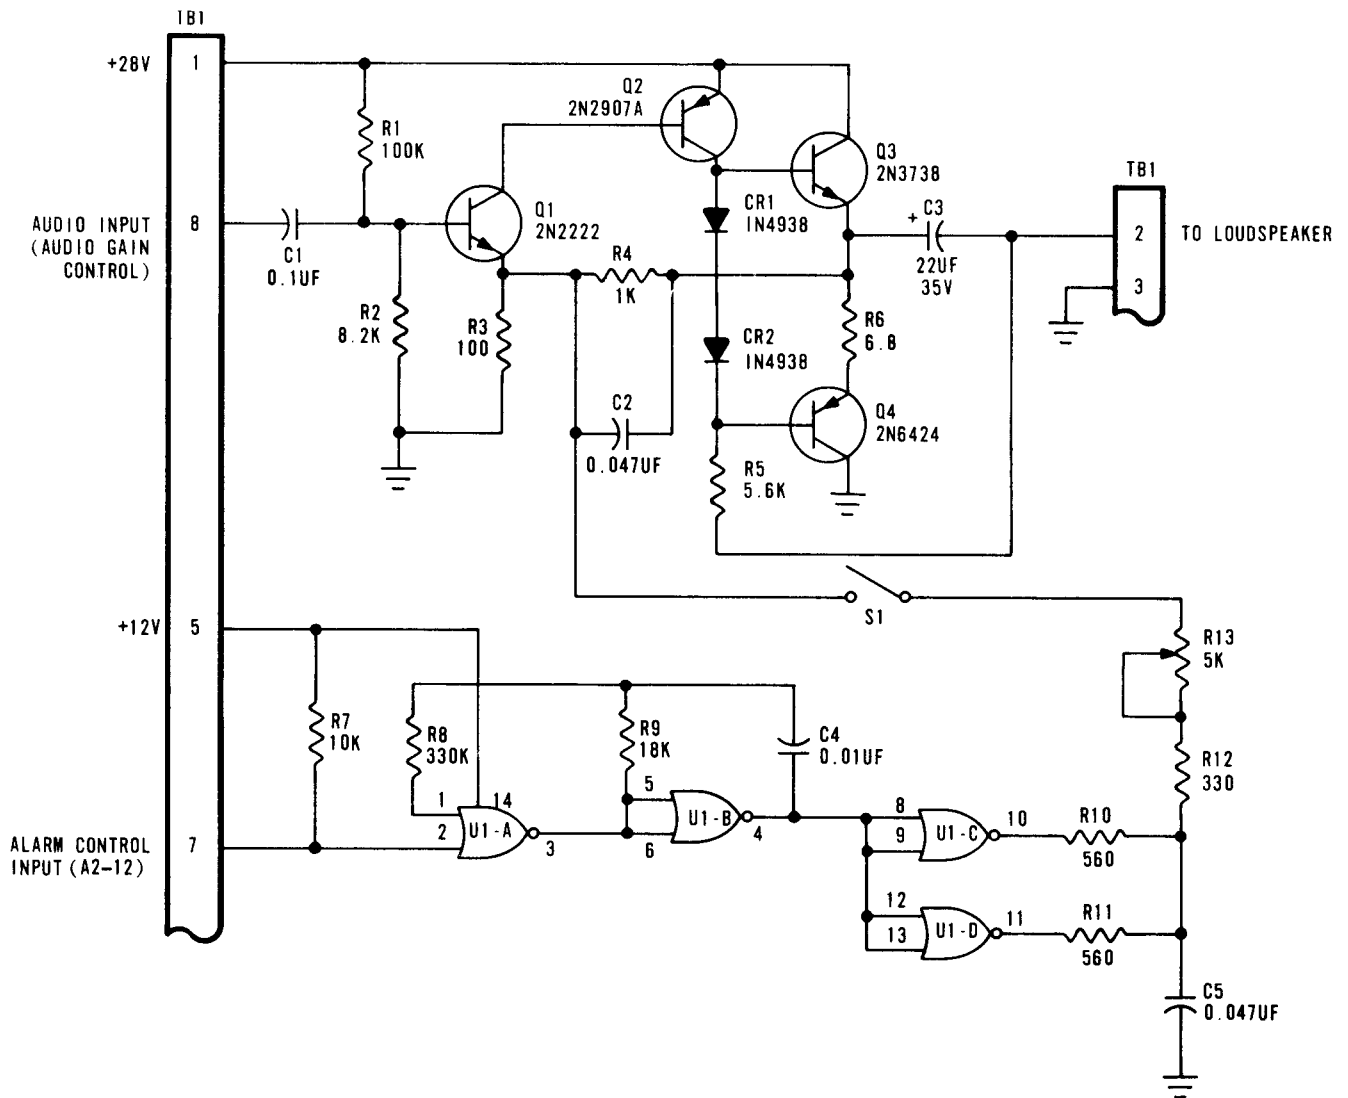 TB1
+28V 1
R1
100K
Q2
2N2907A
Q3
2N3738
TB1
AUDIO INPUT
(AUDIO GAIN
CONTROL)
8
C1
0.1UF
Q1
2N2222
CR1
IN4938
+ C3
22UF
35V
2 TO LOUDSPEAKER
3
R4
1K
R2
8.2K
R3
100
CR2
IN4938
R6
6.8
C2
0.047UF
Q4
2N6424
R5
5.6K
S1
+12V 5
R13
5K
R7
10K
R8
330K
R9
18K
C4
0.01UF
R12
330
ALARM CONTROL
INPUT (A2-12)
7
1
2
14
U1-A
3
5
6
U1-B
4
8
9
U1-C
10
R10
560
12
13
U1-D
11
R11
560
C5
0.047UF